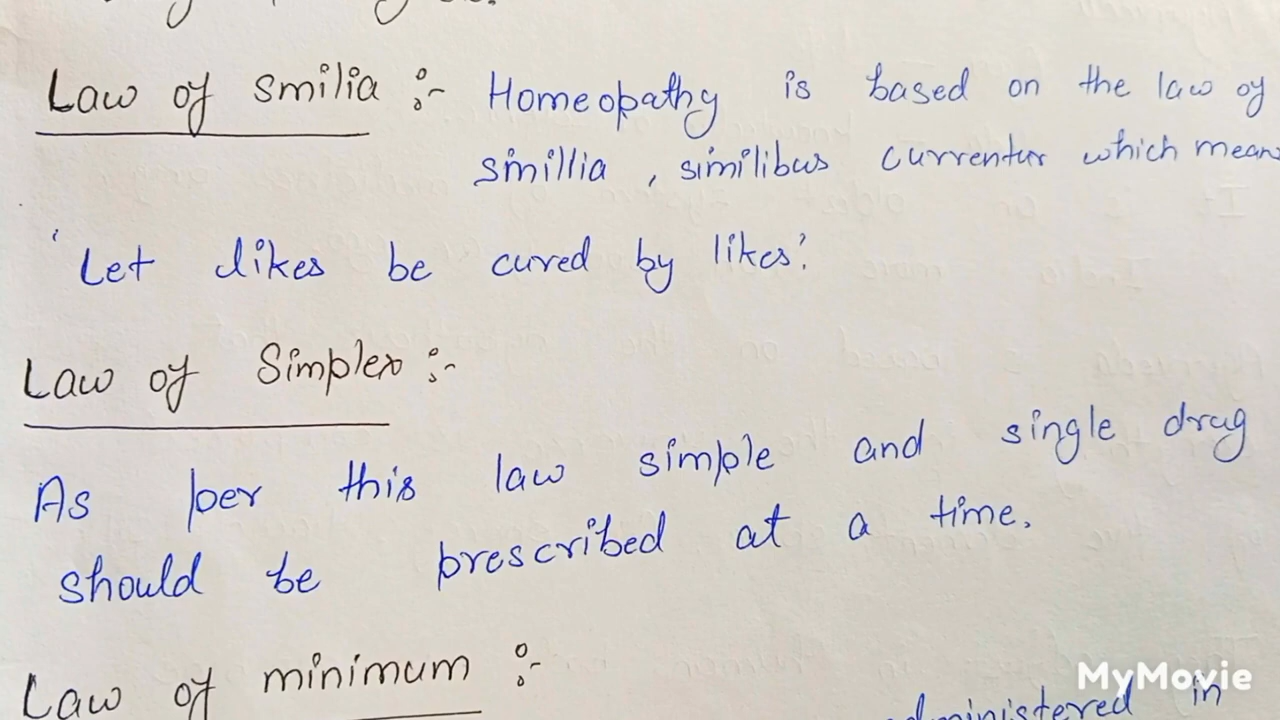 Law of smilia :-  Homeopathy is based on the law of
smillia , similibus currentur which means
'Let likes be cured by likes'.
Law of Simplex :-
As per this law simple and single drug
should be prescribed at a time.
Law of minimum :-
administered in
MyMovie